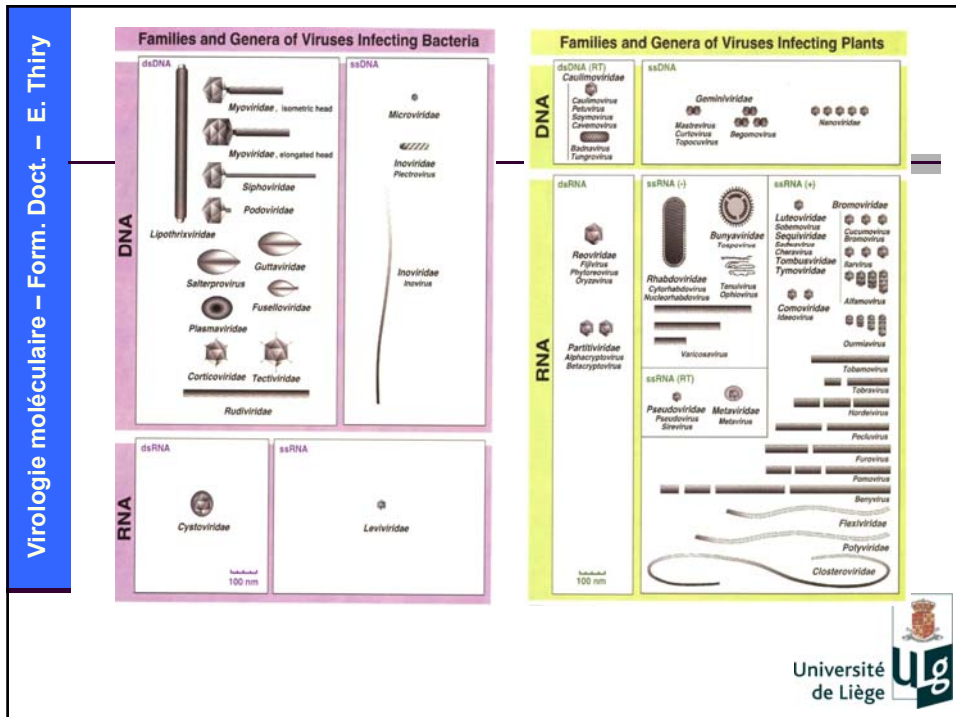 Virologie moléculaire – Form. Doct. – E. Thiry
Families and Genera of Viruses Infecting Bacteria
DNA
dsDNA
Myoviridae, isometric head
Myoviridae, elongated head
Siphoviridae
Podoviridae
Lipothrixviridae
Guttaviridae
Salterprovirus
Fuselloviridae
Plasmaviridae
Corticoviridae
Tectiviridae
Rudiviridae
ssDNA
Microviridae
Inoviridae
Plectrovirus
Inoviridae
Inovirus
RNA
dsRNA
Cystoviridae
100 nm
ssRNA
Leviviridae
Families and Genera of Viruses Infecting Plants
DNA
dsDNA (RT)
Caulimoviridae
Caulimovirus
Petuvirus
Soymovirus
Cavemovirus
Badnavirus
Tungrovirus
ssDNA
Geminiviridae
Mastrevirus
Curtovirus
Topocuvirus
Begomovirus
Nanoviridae
RNA
dsRNA
Reoviridae
Fijivirus
Phytoreovirus
Oryzavirus
Partitiviridae
Alphacryptovirus
Betacryptovirus
100 nm
ssRNA (-)
Rhabdoviridae
Cytorhabdovirus
Nucleorhabdovirus
Bunyaviridae
Tospovirus
Tenuivirus
Ophiovirus
Varicosavirus
ssRNA (RT)
Pseudoviridae
Pseudovirus
Sirevirus
Metaviridae
Metavirus
ssRNA (+)
Luteoviridae
Sobemovirus
Sequiviridae
Sadwavirus
Cheravirus
Tombusviridae
Tymoviridae
Comoviridae
Idaeovirus
Bromoviridae
Cucumovirus
Bromovirus
Ilarvirus
Alfamovirus
Ourmiavirus
Tobamovirus
Tobravirus
Hordeivirus
Pecluvirus
Furovirus
Pomovirus
Benyvirus
Flexiviridae
Polyviridae
Closteroviridae
Université
de Liège
ULg